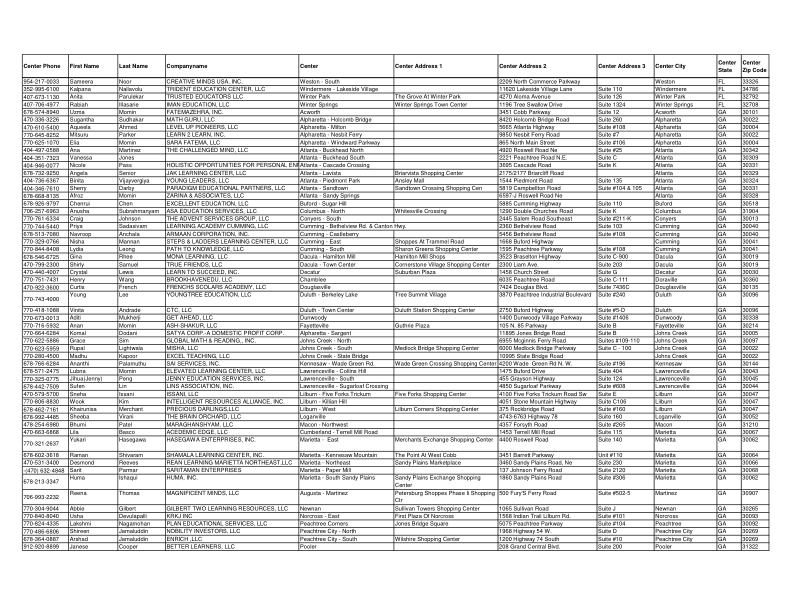 Center Phone First Name Last Name Companyname Center Center Address 1 Center Address 2 Center Address 3 Center City Center State Center Zip Code
954-217-0033 Sameera Noor CREATIVE MINDS USA, INC. Weston - South 2209 North Commerce Parkway Weston FL 33326
352-995-6100 Kalpana Nallavolu TRIDENT EDUCATION CENTER, LLC Windermere - Lakeside Village 11620 Lakeside Village Lane Suite 110 Windermere FL 34786
407-673-1130 Anita Parulekar TRUSTED EDUCATORS LLC Winter Park The Grove At Winter Park 4270 Aloma Avenue Suite 126 Winter Park FL 32792
407-706-4977 Rabiah Illasarie IMAN EDUCATION, LLC Winter Springs Winter Springs Town Center 1196 Tree Swallow Drive Suite 1324 Winter Springs FL 32708
678-574-8940 Uzma Momin FATEMAZEHRA, INC. Acworth 3451 Cobb Parkway Suite 12 Acworth GA 30101
470-336-3226 Sugantha Sudhakar MATH GURU, LLC Alpharetta - Holcomb Bridge 8420 Holcomb Bridge Road Suite 260 Alpharetta GA 30022
470-610-5400 Aqueela Ahmed LEVEL UP PIONEERS, LLC Alpharetta - Milton 5665 Atlanta Highway Suite #108 Alpharetta GA 30004
770-645-8252 Mitsuru Parker LEARN 2 LEARN, INC. Alpharetta - Nesbit Ferry 9850 Nesbit Ferry Road Suite #7 Alpharetta GA 30022
770-625-1070 Elia Momin SARA FATEMA, LLC Alpharetta - Windward Parkway 865 North Main Street Suite #106 Alpharetta GA 30004
404-497-0588 Ana Martinez THE CHALLENGED MIND, LLC Atlanta - Brookhead North 4920 Roswell Road Ne Suite #25 Atlanta GA 30342
404-351-7323 Vanessa Jones Atlanta - Buckhead South 2221 Peachtree Road N.E. Suite C Atlanta GA 30309
404-946-0077 Nicole Pass HOLISTIC OPPORTUNITIES FOR PERSONAL EN Atlanta - Cascade Crossing 3695 Cascade Road Atlanta GA 30331
678-732-9250 Angela Senior JAK LEARNING CENTER, LLC Atlanta - Lavista Briarvista Shopping Center 2175/2177 Briarcliff Road Atlanta GA 30329
404-736-6367 Binita Vijayvergiya YOUNG LEADERS, LLC Atlanta - Piedmont Ansley Mall 1544 Piedmont Road Suite 135 Atlanta GA 30324
404-346-7610 Sherry Darby PARADIGM EDUCATIONAL PARTNERS, LLC Atlanta - Sandtown Sandtown Crossing Shopping Cen 5819 Campbellton Road Suite #104 & 105 Atlanta GA 30331
678-668-4135 Afroz Momin ZARINA & ASSOCIATES, LLC Atlanta - Sandy Springs 6597-J Roswell Road Ne Atlanta GA 30328
678-926-9797 Chenrui Chen EXCELLENT EDUCATION, LLC Buford - Sugar Hill 5885 Cumming Highway Suite 110 Buford GA 30518
706-257-6963 Anusha Subrahmanyam ASA EDUCATION SERVICES, LLC Columbus - North Whitesville Crossing 1290 Double Churches Road Suite K Columbus GA 31904
770-761-6334 Craig Johnson THE ADVENT SERVICES GROUP, LLC Conyers - South 2445 Salem Road Southeast Suite #211-K Conyers GA 30013
770-744-5440 Priya Sadasivam LEARNING ACADEMY CUMMING, LLC Cumming - Bethelview Rd. & Canton Hwy. 2360 Bethelview Road Suite 103 Cumming GA 30040
678-513-7080 Navroop Anchala ARMAAN CORPORATION, INC. Cumming - Castleberry 5456 Bethelview Road Suite #108 Cumming GA 30040
770-329-0766 Nisha Mannan STEPS & LADDERS LEARNING CENTER, LLC Cumming - East Shoppes At Trammel Road 1668 Buford Highway Cumming GA 30041
770-844-8408 Lydia Leong PATH TO KNOWLEDGE, LLC Cumming - South Sharon Greens Shopping Center 1595 Peachtree Parkway Suite #108 Cumming GA 30041
678-546-6725 Gina Rhee MONA LEARNING, LLC Dacula - Hamilton Mill Hamilton Mill Shops 3523 Braselton Highway Suite C-900 Dacula GA 30019
470-799-2300 Shirl Samuel TRUE FRIENDS, LLC Dacula - Town Center Cornerstone Village Shopping Center 2300 Liam Ave. Suite 203 Dacula GA 30019
470-440-4007 Crystal Lewis LEARN TO SUCCEED, INC. Decatur Suburban Plaza 1458 Church Street Suite G Decatur GA 30030
770-751-7431 Henry Wang BROOKHAVENEDU, LLC Chamblee 6035 Peachtree Road Suite C-111 Doraville GA 30360
470-922-3600 Curtis French FRENCHS SCHOLARS ACADEMY, LLC Douglasville 7424 Douglas Blvd. Suite 7436C Douglasville GA 30135
770-743-4000 Young Lee YOUNGTREE EDUCATION, LLC Duluth - Berkeley Lake Tree Summit Village 3870 Peachtree Industrial Boulevard Suite #240 Duluth GA 30096
770-418-1088 Vinita Andrade CTC, LLC Duluth - Town Center Duluth Station Shopping Center 2750 Buford Highway Suite #5-D Duluth GA 30096
770-673-0013 Aditi Mukherji GET AHEAD, LLC Dunwoody 1400 Dunwoody Village Parkway Suite #1406 Dunwoody GA 30338
770-716-5932 Anan Momin ASH-SHAKUR, LLC Fayetteville Guthrie Plaza 105 N. 85 Parkway Suite B Fayetteville GA 30214
770-664-6284 Komal Dodani SATYA CORP.-A DOMESTIC PROFIT CORP. Alpharetta - Sargent 11895 Jones Bridge Road Johns Creek GA 30005
770-622-5886 Grace Sim GLOBAL MATH & READING,, INC. Johns Creek - North 6955 Mcginnis Ferry Road Suites #109-110 Johns Creek GA 30097
770-623-5959 Rupal Lightwala MISHA, LLC Johns Creek - South Medlock Bridge Shopping Center 6000 Medlock Bridge Parkway Suite C - 100 Johns Creek GA 30022
770-280-4500 Madhu Kapoor EXCEL TEACHING, LLC Johns Creek - State Bridge 10995 State Bridge Road Johns Creek GA 30022
678-766-6284 Ananthi Palamuthu SAI SERVICES, INC. Kennesaw - Wade Green Rd. Wade Green Crossing Shopping Center 4200 Wade Green Rd N. W. Suite #196 Kennesaw GA 30144
678-571-2475 Lubna Momin ELEVATED LEARNING CENTER, LLC Lawrenceville - Collins Hill 1475 Buford Drive Suite 404 Lawrenceville GA 30043
770-325-0775 Jihua(Jenny) Peng JENNY EDUCATION SERVICES, INC. Lawrenceville - South 455 Grayson Highway Suite 124 Lawrenceville GA 30045
678-442-7509 Sufen Lin LINS ASSOCIATION, INC. Lawrenceville - Sugarloaf Crossing 4850 Sugarloaf Parkway Suite #608 Lawrenceville GA 30044
470-579-5700 Sneha Issani ISSANI, LLC Lilburn - Five Forks Trickum Five Forks Shopping Center 4100 Five Forks Trickum Road Sw Suite E Lilburn GA 30047
770-806-8830 Wook Kim INTELLIGENT RESOURCES ALLIANCE, INC. Lilburn - Killian Hill 4051 Stone Mountain Highway Suite C106 Lilburn GA 30047
678-462-7161 Khairunisa Merchant PRECIOUS DARLINGS,LLC Lilburn - West Lilburn Corners Shopping Center 375 Rockbridge Road Suite #160 Lilburn GA 30047
678-992-4485 Sheeba Virani THE BRAIN ORCHARD, LLC Loganville 4743-6763 Highway 78 Suite 160 Loganville GA 30052
478-254-6980 Bhumi Patel MARAGHANSHYAM, LLC Macon - Northwest 4357 Forsyth Road Suite #265 Macon GA 31210
470-663-5868 Lila Basco ACEDEMIC EDGE, LLC Cumberland - Terrell Mill Road 1453 Terrell Mill Road Suite 115 Marietta GA 30067
770-321-2637 Yukari Hasegawa HASEGAWA ENTERPRISES, INC. Marietta - East Merchants Exchange Shopping Center 4400 Roswell Road Suite 140 Marietta GA 30062
678-602-3618 Raman Shivaram SHAMALA LEARNING CENTER, INC. Marietta - Kennesaw Mountain The Point At West Cobb 3451 Barrett Parkway Unit #110 Marietta GA 30064
470-531-3400 Desmond Reeves REAN LEARNING MARIETTA NORTHEAST,LLC Marietta - Northeast Sandy Plains Marketplace 3460 Sandy Plains Road, Ne Suite 230 Marietta GA 30066
-(470) 632-4868 Sarit Parmar SARITAMAN ENTERPRISES Marietta - Paper Mill 137 Johnson Ferry Road Suite 2120 Marietta GA 30068
678-213-3347 Huma Ishaqui HUMA, INC. Marietta - South Sandy Plains Sandy Plains Exchange Shopping Center 1860 Sandy Plains Road Suite #306 Marietta GA 30062
706-993-2232 Reena Thomas MAGNIFICENT MINDS, LLC Augusta - Martinez Petersburg Shoppes Phase Ii Shopping Ctr 500 Fury'S Ferry Road Suite #502-5 Martinez GA 30907
770-304-9044 Abbie Gilbert GILBERT TWO LEARNING RESOURCES, LLC Newnan Sullivan Towers Shopping Center 1065 Sullivan Road Suite J Newnan GA 30265
770-840-8040 Usha Devulapalli KRKJ INC Norcross - East First Plaza Of Norcross 1568 Indian Trail Lilburn Rd. Suite #101 Norcross GA 30093
770-624-4335 Lakshmi Nagamohan PLAN EDUCATIONAL SERVICES, LLC Peachtree Corners Jones Bridge Square 5075 Peachtree Parkway Suite #104 Peachtree Corners GA 30092
770-486-5806 Shireen Jamaludin NOBILITY INVESTORS, LLC Peachtree City - North 1968 Highway 54 W. Suite D Peachtree City GA 30269
678-364-0887 Arshad Jamaludin ENRICH ,LLC Peachtree City - South Wilshire Shopping Center 1200 Highway 74 South Suite #10 Peachtree City GA 30269
912-920-8899 Janese Cooper BETTER LEARNERS, LLC Pooler 208 Grand Central Blvd. Suite 200 Pooler GA 31322